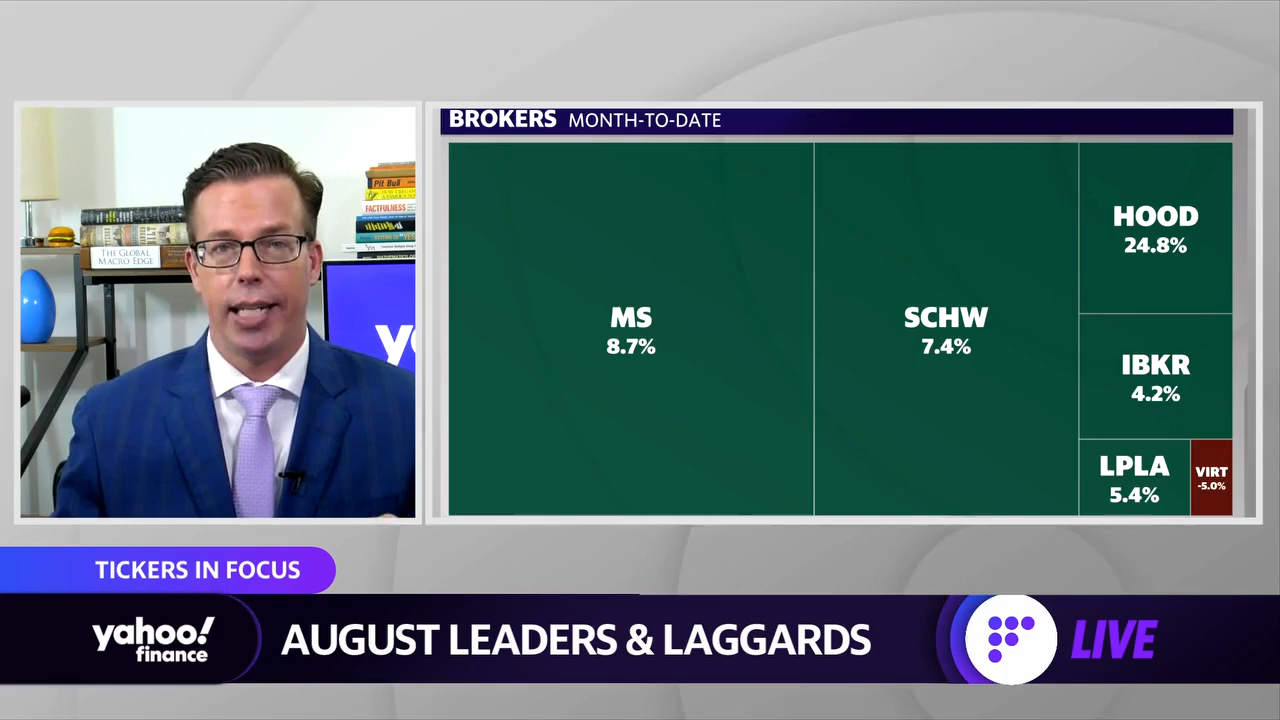 BROKERS MONTH-TO-DATE
Pit Bull
FACTFULNESS
THE GLOBAL
MACRO EDGE
y
MS
8.7%
SCHW
7.4%
HOOD
24.8%
IBKR
4.2%
LPLA
5.4%
VIRT
-5.0%
TICKERS IN FOCUS
yahoo!
finance
AUGUST LEADERS & LAGGARDS
LIVE